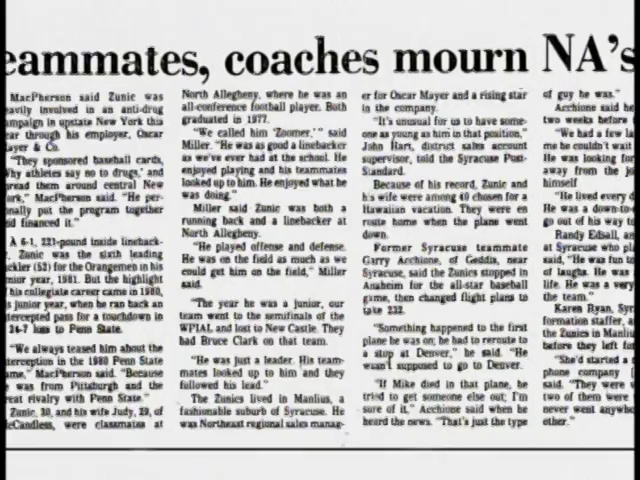 eammates, coaches mourn NA's
MacPherson said Zunic was
eavily involved in an anti-drug
ampaign in upstate New York this
ear through his employer, Oscar
ayer & Co.
"They sponsored baseball cards,
Why athletes say no to drugs,' and
pread them around central New
ork," MacPherson said. "He per-
onally put the program together
nd financed it."
A 6-1, 221-pound inside lineback-
, Zunic was the sixth leading
ckler (52) for the Orangemen in his
nior year, 1981. But the highlight
his collegiate career came in 1980,
s junior year, when he ran back an
tercepted pass for a touchdown in
24-7 loss to Penn State.
"We always teased him about the
terception in the 1980 Penn State
ame," MacPherson said. "Because
was from Pittsburgh and the
reat rivalry with Penn State."
Zunic, 30, and his wife Judy, 29, of
cCandless, were classmates at
North Allegheny, where he was an
all-conference football player. Both
graduated in 1977.
"We called him 'Zoomer,' " said
Miller. "He was as good a linebacker
as we've ever had at the school. He
enjoyed playing and his teammates
looked up to him. He enjoyed what he
was doing."
Miller said Zunic was both a
running back and a linebacker at
North Allegheny.
"He played offense and defense.
He was on the field as much as we
could get him on the field," Miller
said.
"The year he was a junior, our
team went to the semifinals of the
WPIAL and lost to New Castle. They
had Bruce Clark on that team.
"He was just a leader. His team-
mates looked up to him and they
followed his lead."
The Zunics lived in Manlius, a
fashionable suburb of Syracuse. He
was Northeast regional sales manag-
er for Oscar Mayer and a rising star
in the company.
"It's unusual for us to have some-
one as young as him in that position,"
John Hart, district sales account
supervisor, told the Syracuse Post-
Standard.
Because of his record, Zunic and
his wife were among 40 chosen for a
Hawaiian vacation. They were en
route home when the plane went
down.
Former Syracuse teammate
Garry Acchione, of Geddis, near
Syracuse, said the Zunics stopped in
Anaheim for the all-star baseball
game, then changed flight plans to
take 232.
"Something happened to the first
plane he was on; he had to reroute to
a stop at Denver," he said. "He
wasn't supposed to go to Denver.
"If Mike died in that plane, he
tried to get someone else out; I'm
sure of it," Acchione said when he
heard the news. "That's just the type
of guy he was."
Acchione said he
two weeks before
"We had a few la
me he couldn't wait
He was looking fo
away from the jo
himself
"He lived every d
He was a down-to-e
go out of his way t
Randy Edsall, an
at Syracuse who pl
said, "He was fun to
of laughs. He was
life. He was a very
the team."
Karen Ryan, Syr
formation staffer, a
the Zunics in Manliu
before they left for
"She'd started a
phone company [
said. "They were
two of them were
never went anywhe
other."